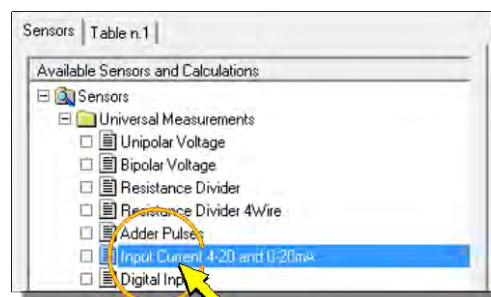 Sensors Table n.1
Available Sensors and Calculations
Sensors
Universal Measurements
Unipolar Voltage
Bipolar Voltage
Resistance Divider
Resistance Divider 4Wire
Adder Pulses
Input Current 4-20 and 0-20mA
Digital Input